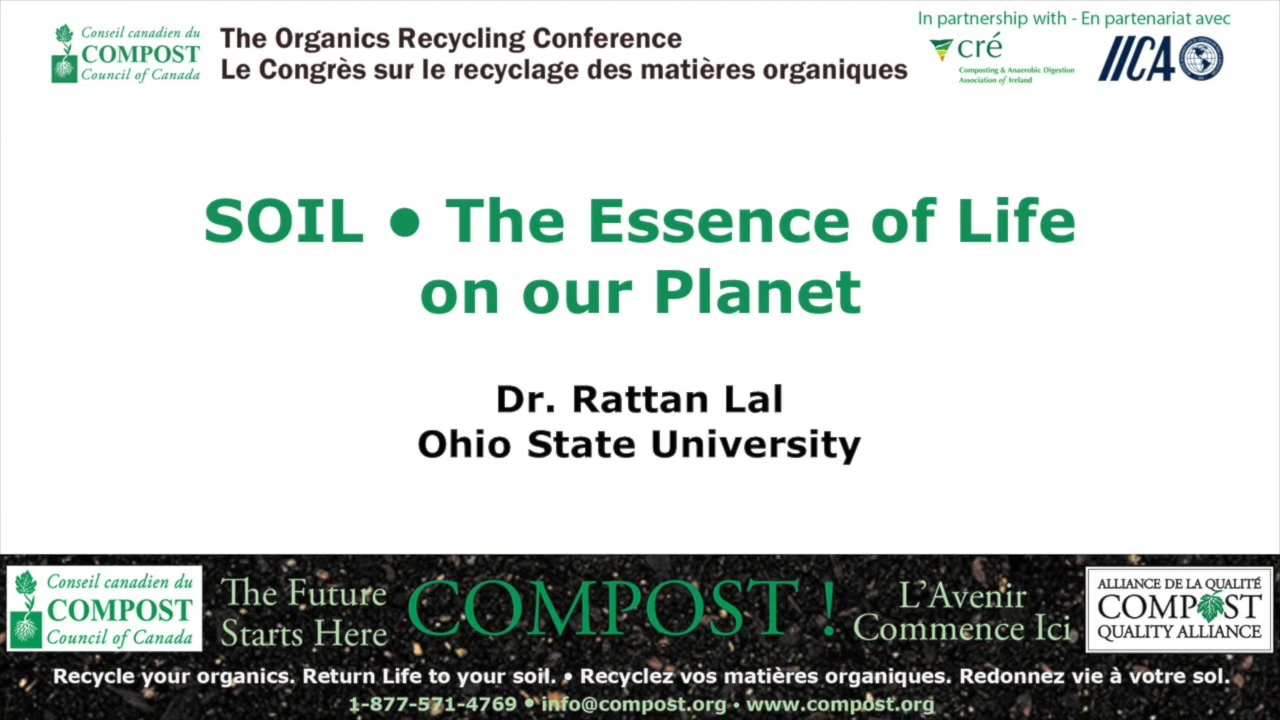 Conseil canadien du
COMPOST
Council of Canada
The Organics Recycling Conference
Le Congrès sur le recyclage des matières organiques
In partnership with - En partenariat avec
cré
Composting & Anaerobic Digestion
Association of Ireland
IICA
SOIL • The Essence of Life
on our Planet
Dr. Rattan Lal
Ohio State University
Conseil canadien du
COMPOST
Council of Canada
The Future
Starts Here
COMPOST !
L'Avenir
Commence Ici
ALLIANCE DE LA QUALITÉ
COMPOST
QUALITY ALLIANCE
Recycle your organics. Return Life to your soil. • Recyclez vos matières organiques. Redonnez vie à votre sol.
1-877-571-4769 • info@compost.org • www.compost.org